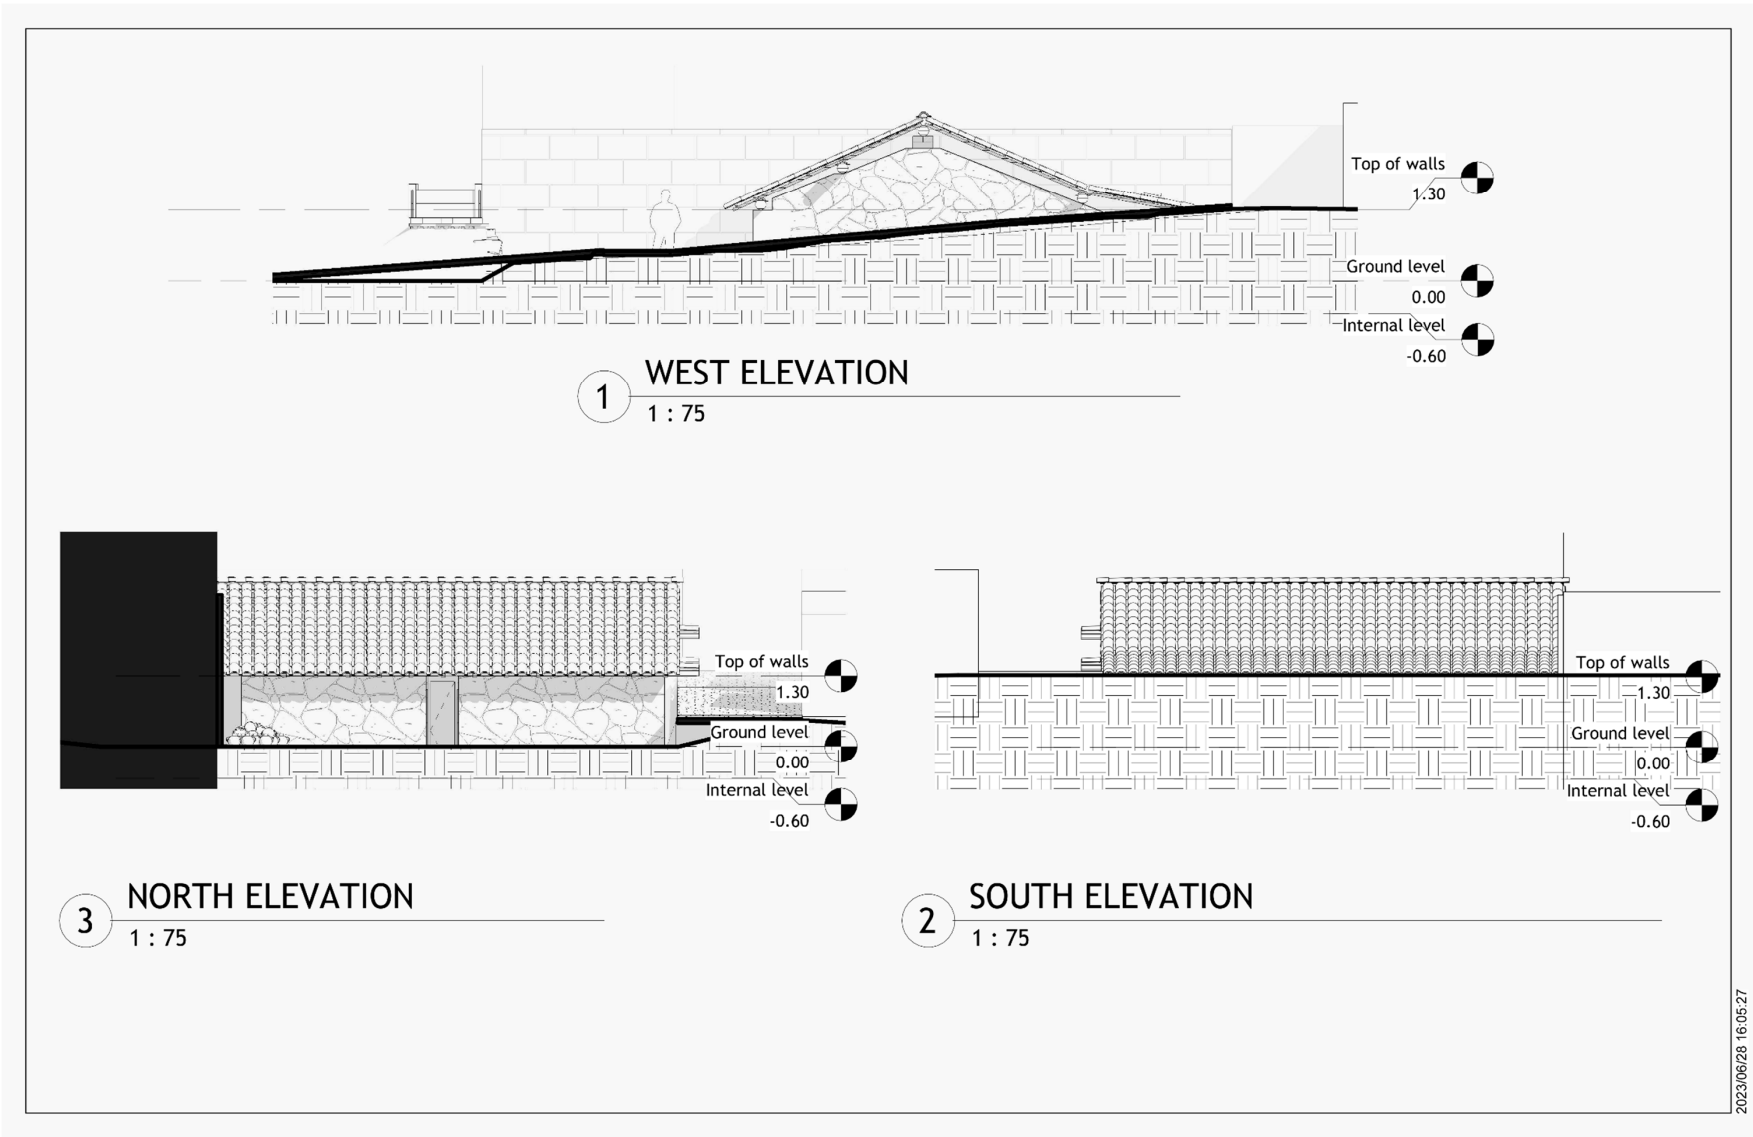 Top of walls
1.30
Ground level
0.00
Internal level
-0.60
1
WEST ELEVATION
1 : 75
Top of walls
1.30
Ground level
0.00
Internal level
-0.60
3
NORTH ELEVATION
1 : 75
Top of walls
1.30
Ground level
0.00
Internal level
-0.60
2
SOUTH ELEVATION
1 : 75
2023/06/28 16:05:27